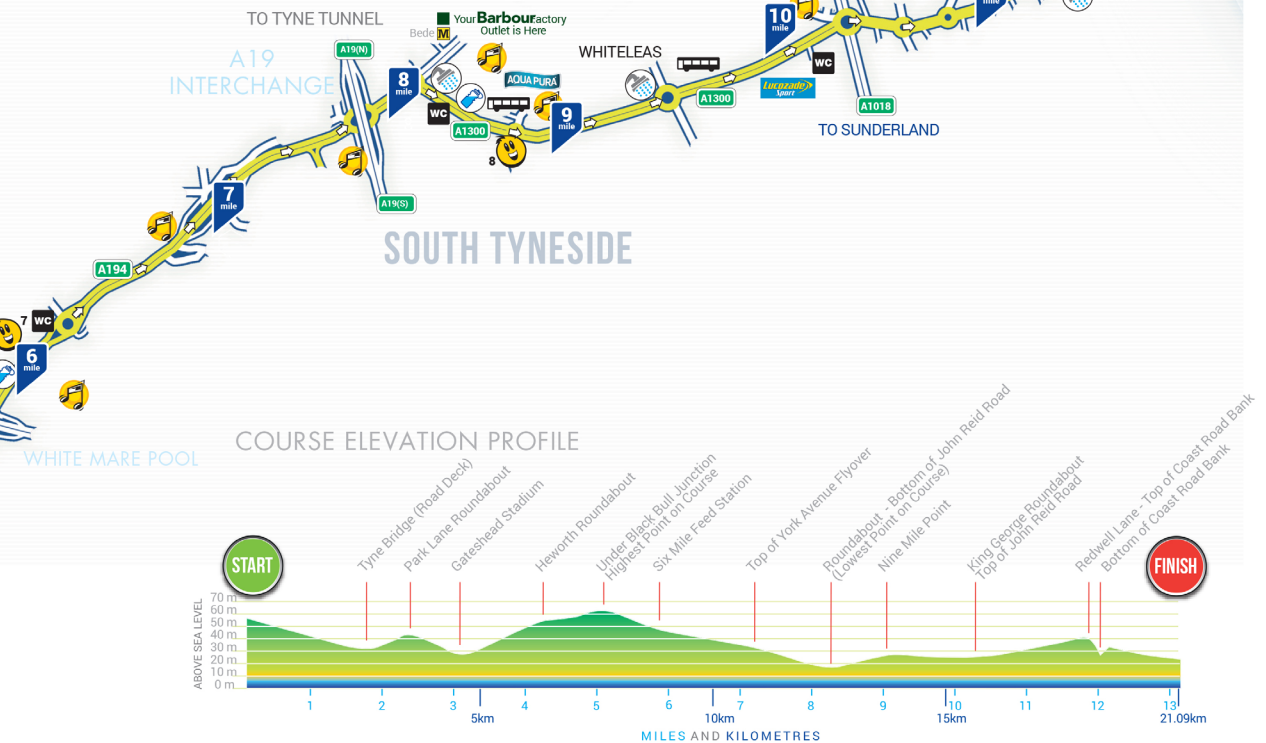 TO TYNE TUNNEL
Your Barbour Factory
Outlet is Here
Bede M
A19(N)
A19
INTERCHANGE
8
mile
WC
AQUA PURA
A1300
8
9
mile
WHITELEAS
A1300
10
mile
WC
Lucozade
Sport
mile
A1018
TO SUNDERLAND
7
mile
A19(S)
A194
SOUTH TYNESIDE
7 WC
6
mile
WHITE MARE POOL
COURSE ELEVATION PROFILE
Tyne Bridge (Road Deck)
Park Lane Roundabout
Gateshead Stadium
Heworth Roundabout
Under Black Bull Junction
Highest Point on Course
Six Mile Feed Station
Top of York Avenue Flyover
Roundabout - Bottom of John Reid Road
(Lowest Point on Course)
Nine Mile Point
King George Roundabout
Top of John Reid Road
Redwell Lane - Top of Coast Road Bank
Bottom of Coast Road Bank
START
FINISH
ABOVE SEA LEVEL
70 m
60 m
50 m
40 m
30 m
20 m
10 m
0 m
1 2 3 4 5 6 7 8 9 10 11 12 13
5km 10km 15km 21.09km
MILES AND KILOMETRES